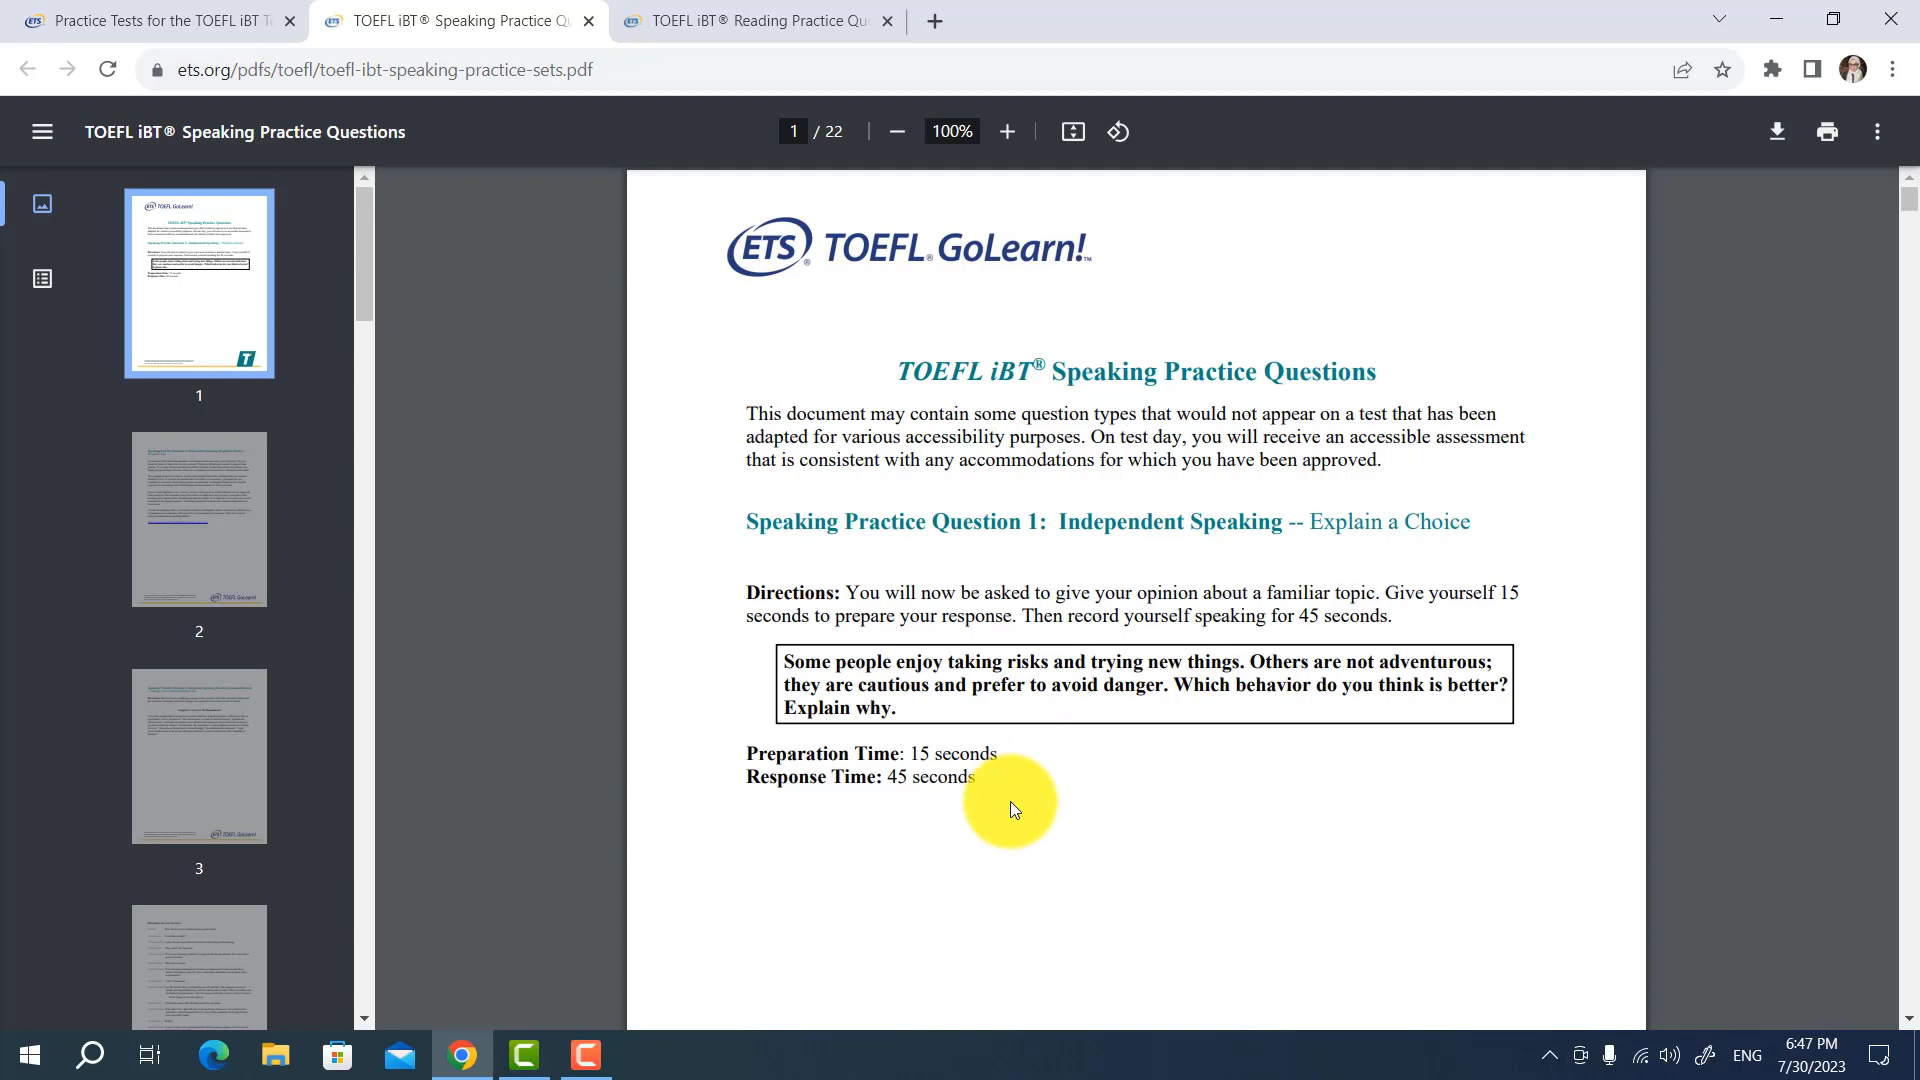 Practice Tests for the TOEFL iBT T
TOEFL iBT® Speaking Practice Q
TOEFL iBT® Reading Practice Qu
ets.org/pdfs/toefl/toefl-ibt-speaking-practice-sets.pdf
TOEFL iBT® Speaking Practice Questions
1 / 22
100%
ETS® TOEFL® GoLearn!™
TOEFL iBT® Speaking Practice Questions
This document may contain some question types that would not appear on a test that has been
adapted for various accessibility purposes. On test day, you will receive an accessible assessment
that is consistent with any accommodations for which you have been approved.
Speaking Practice Question 1: Independent Speaking -- Explain a Choice
Directions: You will now be asked to give your opinion about a familiar topic. Give yourself 15
seconds to prepare your response. Then record yourself speaking for 45 seconds.
Some people enjoy taking risks and trying new things. Others are not adventurous;
they are cautious and prefer to avoid danger. Which behavior do you think is better?
Explain why.
Preparation Time: 15 seconds
Response Time: 45 seconds
1
2
3
ENG
6:47 PM
7/30/2023